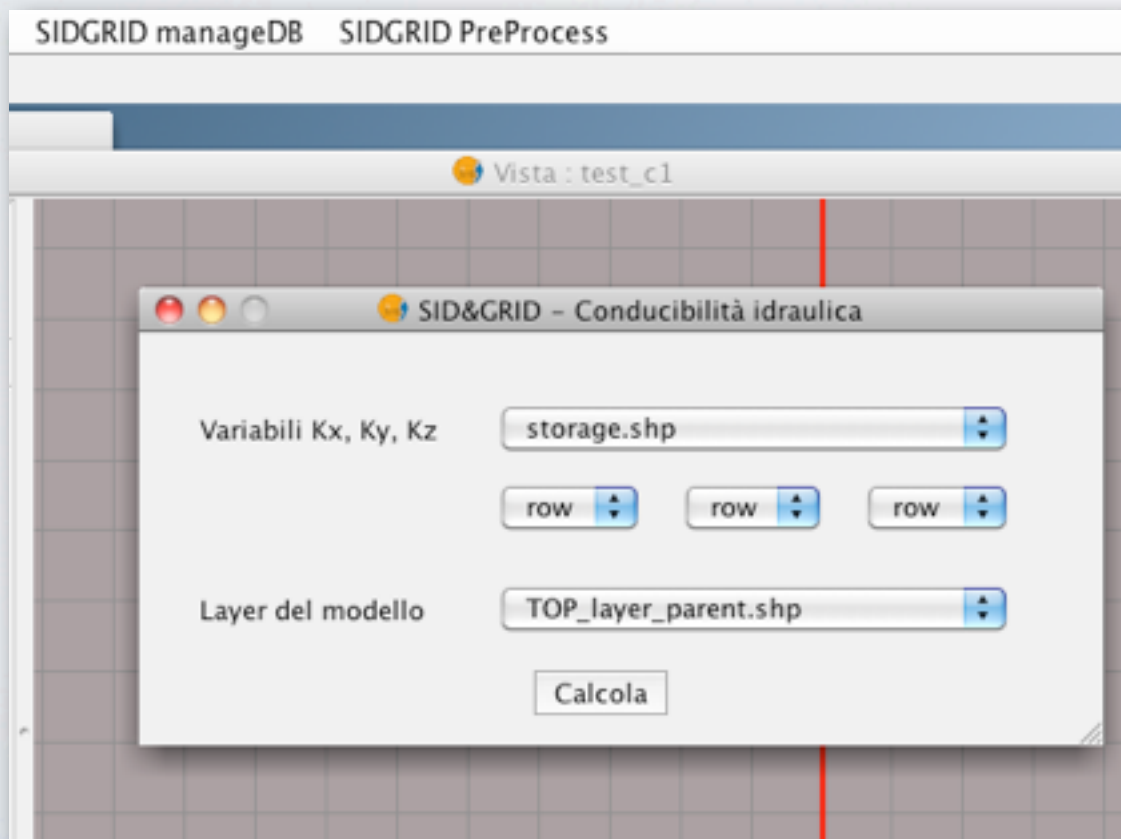 SIDGRID manageDB SIDGRID PreProcess
Vista : test_c1
SID&GRID – Conducibilità idraulica
Variabili Kx, Ky, Kz storage.shp
row row row
Layer del modello TOP_layer_parent.shp
Calcola